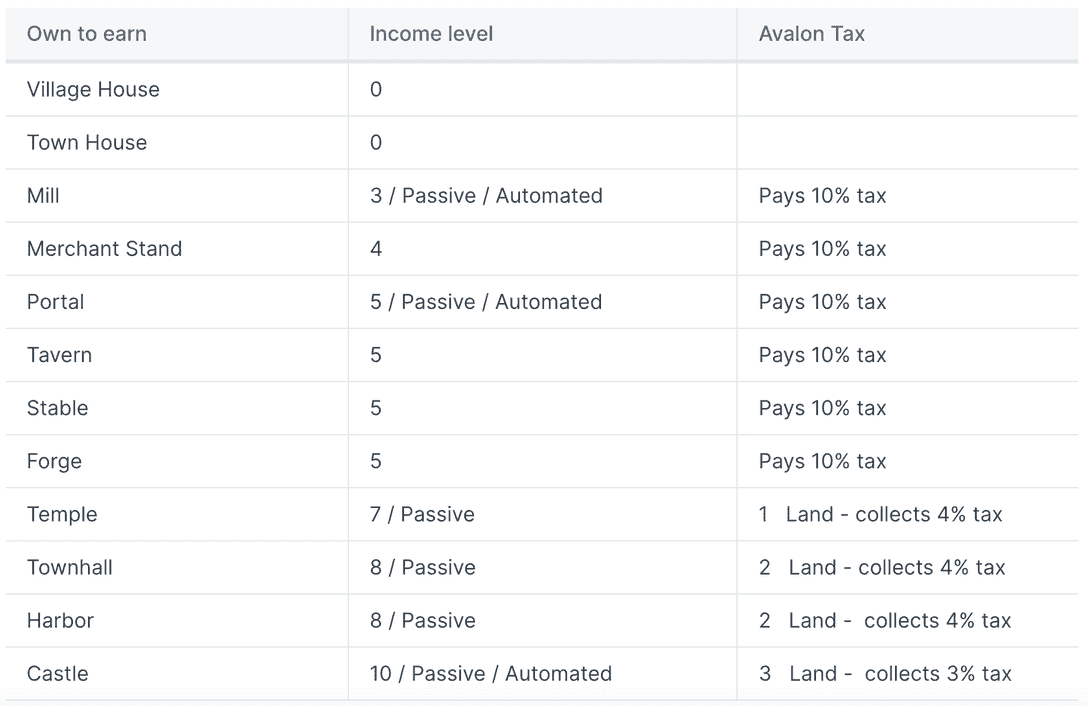 Own to earn Income level Avalon Tax
Village House 0
Town House 0
Mill 3 / Passive / Automated Pays 10% tax
Merchant Stand 4 Pays 10% tax
Portal 5 / Passive / Automated Pays 10% tax
Tavern 5 Pays 10% tax
Stable 5 Pays 10% tax
Forge 5 Pays 10% tax
Temple 7 / Passive 1 Land - collects 4% tax
Townhall 8 / Passive 2 Land - collects 4% tax
Harbor 8 / Passive 2 Land - collects 4% tax
Castle 10 / Passive / Automated 3 Land - collects 3% tax